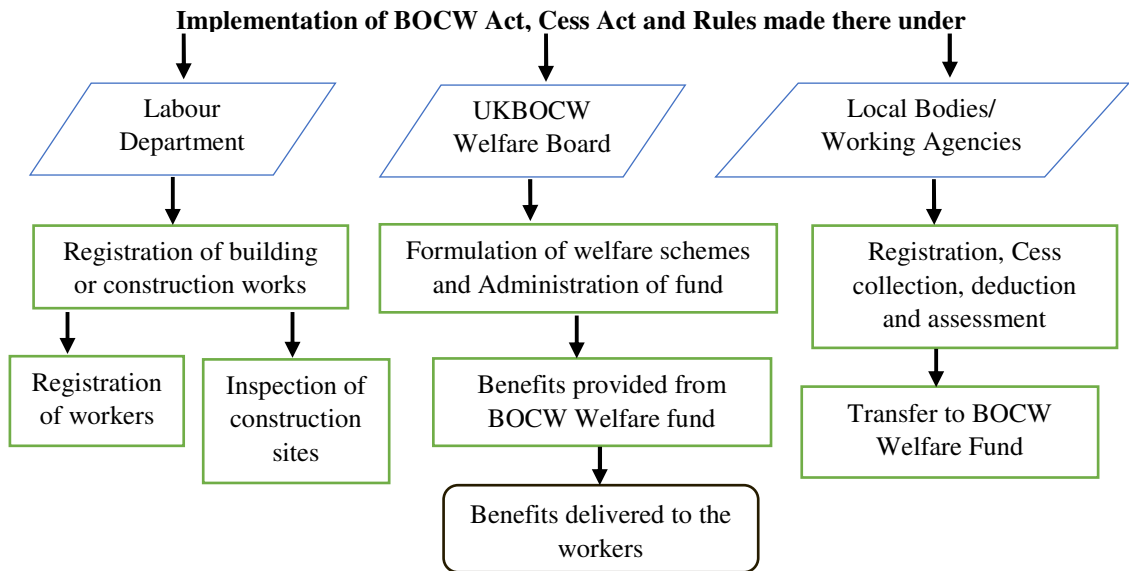 Implementation of BOCW Act, Cess Act and Rules made there under
Labour
Department
UKBOCW
Welfare Board
Local Bodies/
Working Agencies
Registration of building
or construction works
Formulation of welfare schemes
and Administration of fund
Registration, Cess
collection, deduction
and assessment
Registration
of workers
Inspection of
construction
sites
Benefits provided from
BOCW Welfare fund
Transfer to BOCW
Welfare Fund
Benefits delivered to the
workers